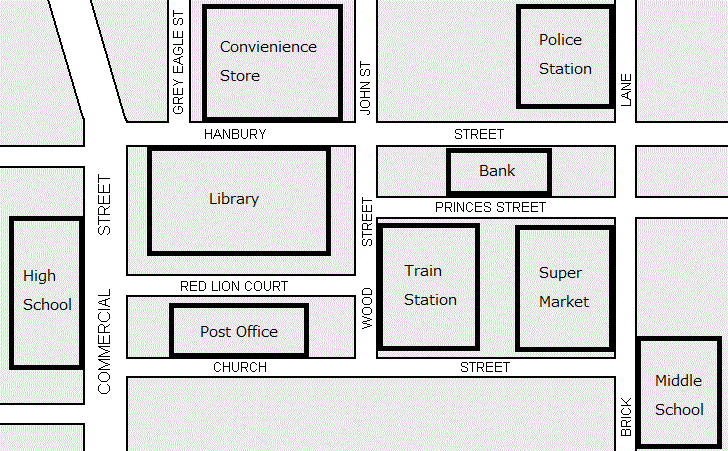 GREY EAGLE ST
Convienience
Store
JOHN ST
Police
Station
LANE
HANBURY STREET
Bank
PRINCES STREET
Library
STREET
STREET
High
School
COMMERCIAL
RED LION COURT
WOOD
Train
Station
Super
Market
Post Office
CHURCH STREET
Middle
School
BRICK